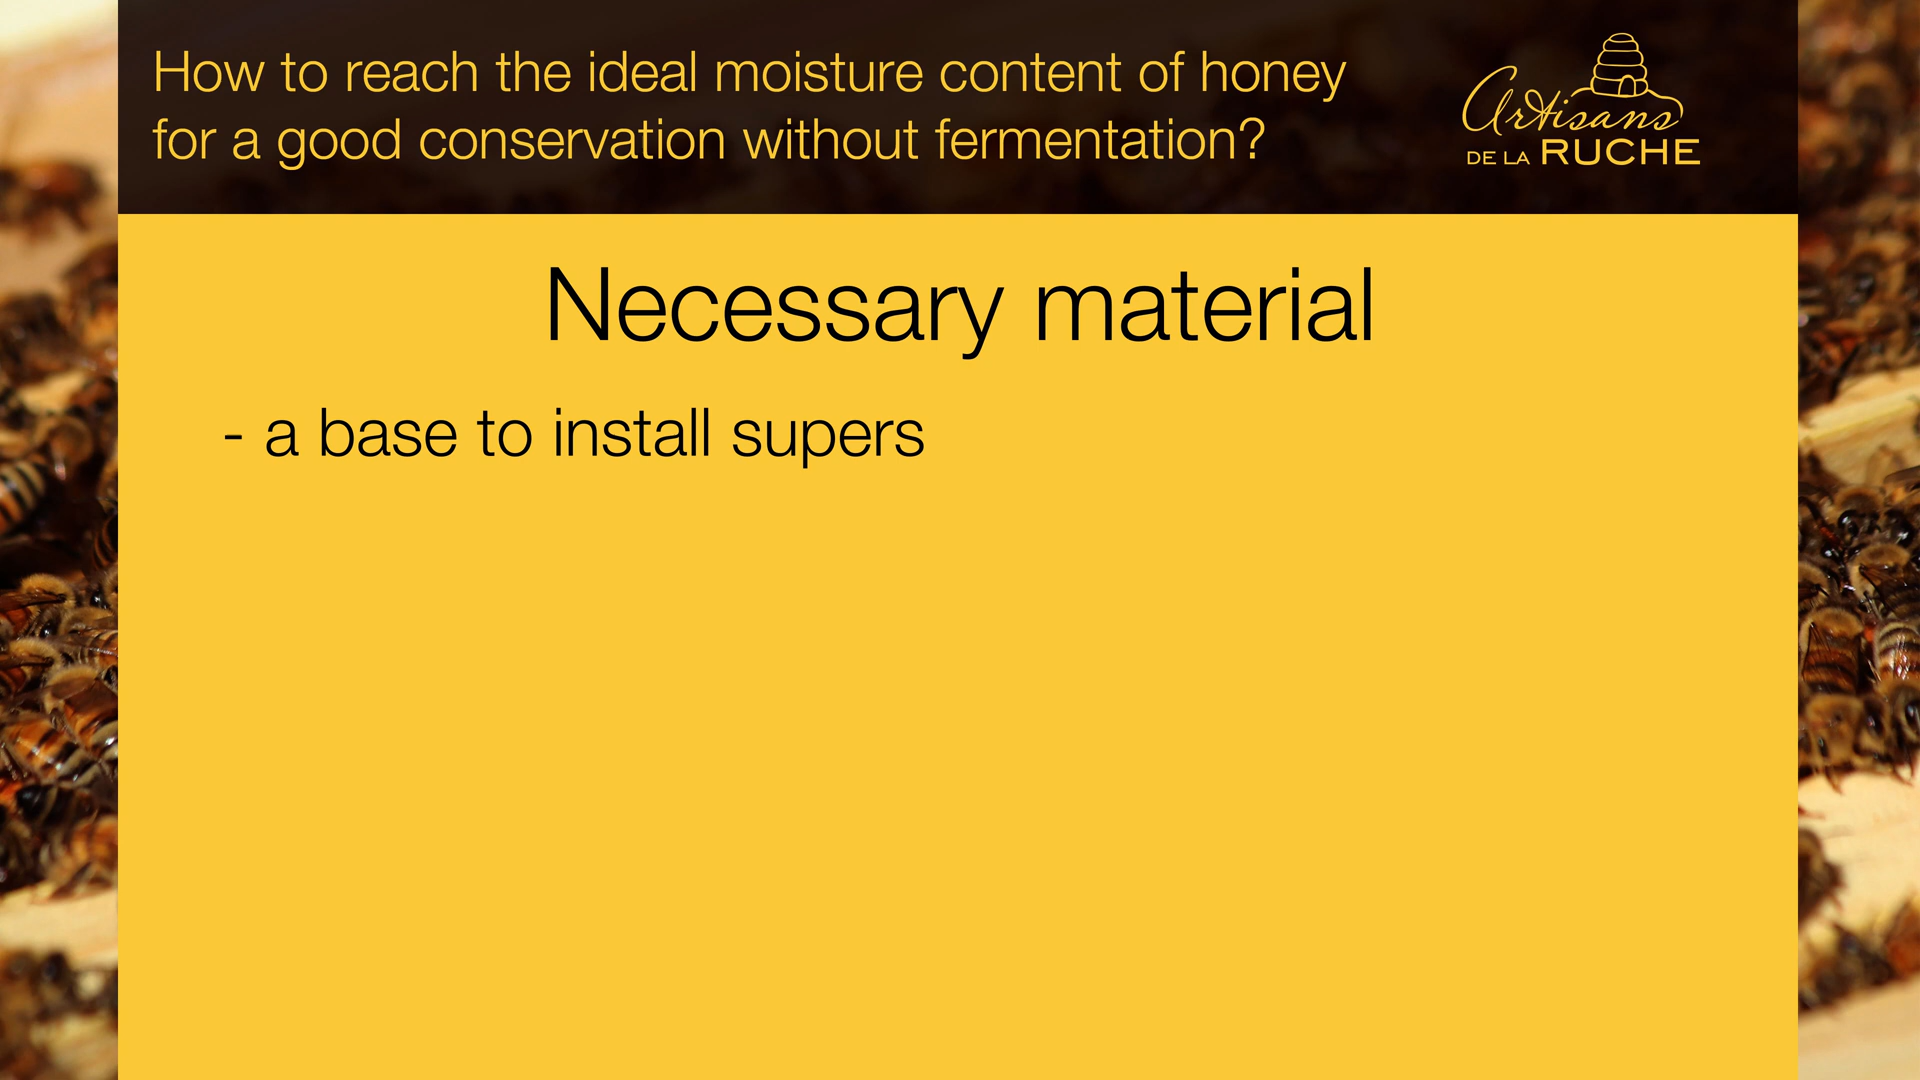 How to reach the ideal moisture content of honey
for a good conservation without fermentation?
Artisans
DE LA RUCHE
Necessary material
- a base to install supers